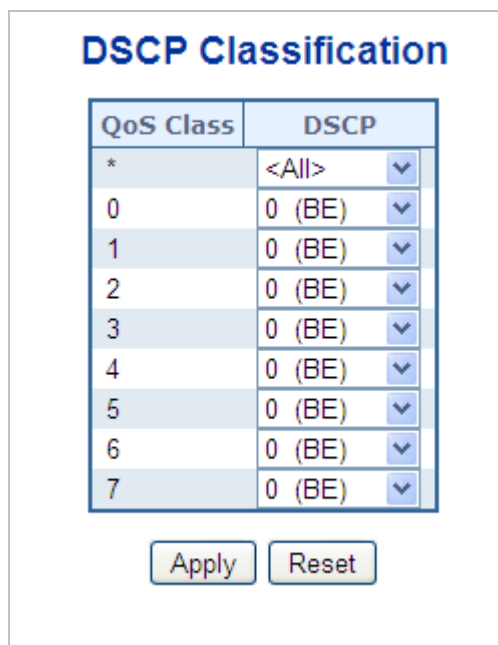 DSCP Classification
QoS Class DSCP
* <All>
0 0 (BE)
1 0 (BE)
2 0 (BE)
3 0 (BE)
4 0 (BE)
5 0 (BE)
6 0 (BE)
7 0 (BE)
Apply Reset